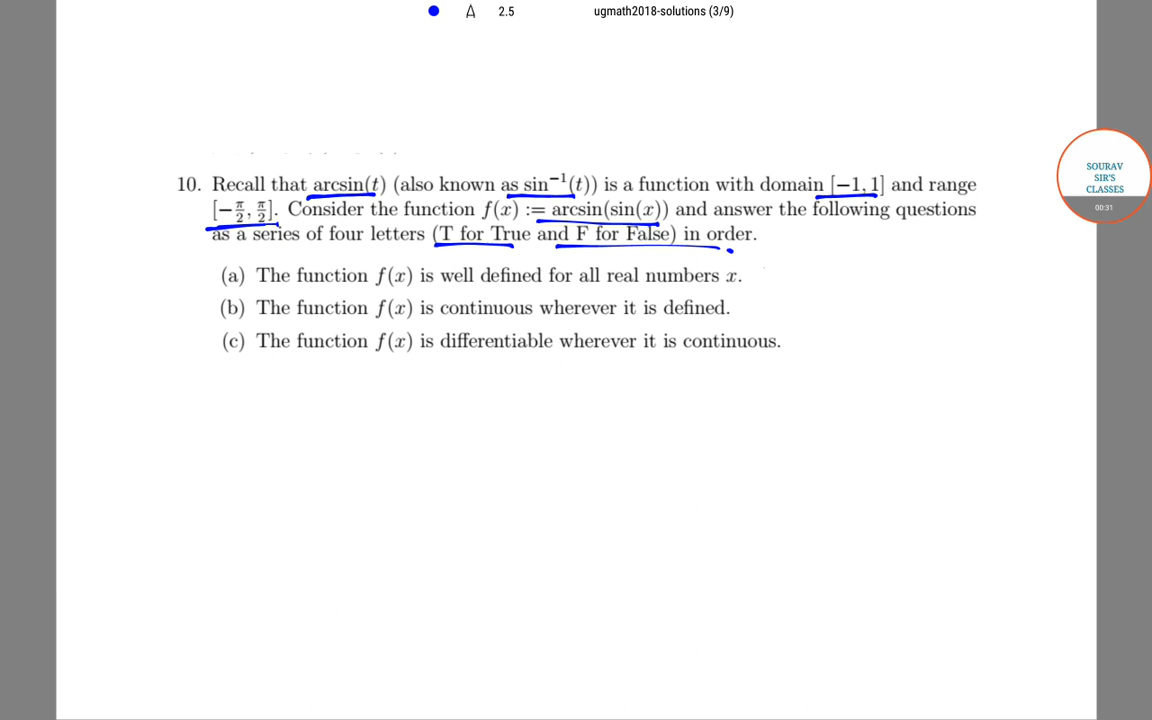 2.5 ugmath2018-solutions (3/9)
SOURAV
SIR'S
CLASSES
00:31
10. Recall that arcsin(t) (also known as sin⁻¹(t)) is a function with domain [−1, 1] and range
[−π/2, π/2]. Consider the function f(x) := arcsin(sin(x)) and answer the following questions
as a series of four letters (T for True and F for False) in order.
(a) The function f(x) is well defined for all real numbers x.
(b) The function f(x) is continuous wherever it is defined.
(c) The function f(x) is differentiable wherever it is continuous.